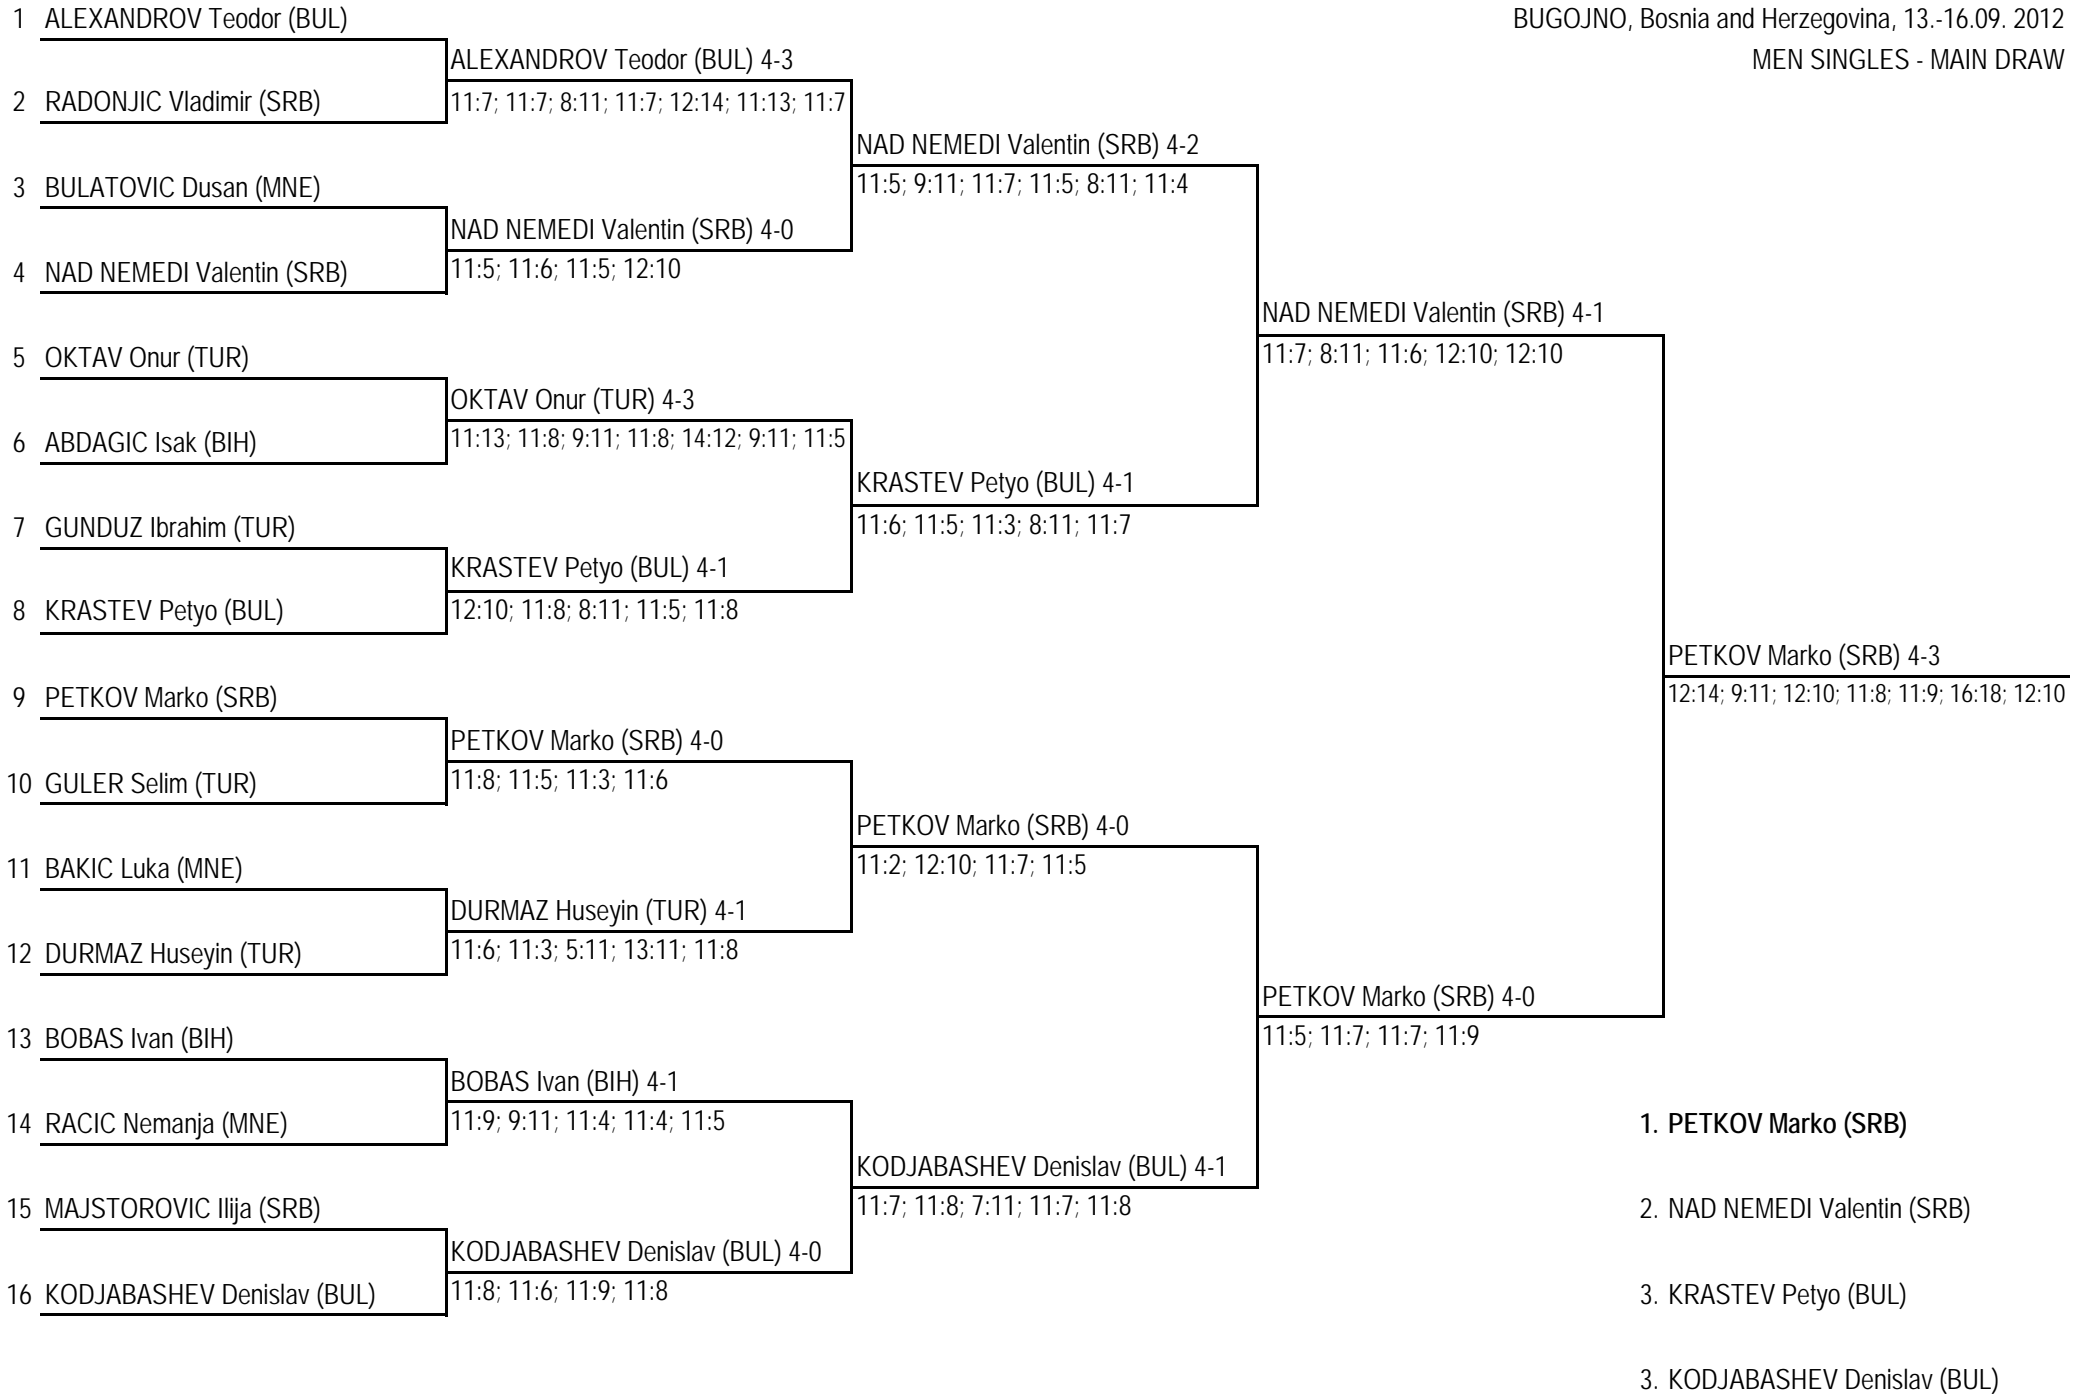 BUGOJNO, Bosnia and Herzegovina, 13.-16.09. 2012
MEN SINGLES - MAIN DRAW
1 ALEXANDROV Teodor (BUL)
2 RADONJIC Vladimir (SRB)
3 BULATOVIC Dusan (MNE)
4 NAD NEMEDI Valentin (SRB)
5 OKTAV Onur (TUR)
6 ABDAGIC Isak (BIH)
7 GUNDUZ Ibrahim (TUR)
8 KRASTEV Petyo (BUL)
9 PETKOV Marko (SRB)
10 GULER Selim (TUR)
11 BAKIC Luka (MNE)
12 DURMAZ Huseyin (TUR)
13 BOBAS Ivan (BIH)
14 RACIC Nemanja (MNE)
15 MAJSTOROVIC Ilija (SRB)
16 KODJABASHEV Denislav (BUL)
ALEXANDROV Teodor (BUL) 4-3
11:7; 11:7; 8:11; 11:7; 12:14; 11:13; 11:7
NAD NEMEDI Valentin (SRB) 4-0
11:5; 11:6; 11:5; 12:10
OKTAV Onur (TUR) 4-3
11:13; 11:8; 9:11; 11:8; 14:12; 9:11; 11:5
KRASTEV Petyo (BUL) 4-1
12:10; 11:8; 8:11; 11:5; 11:8
PETKOV Marko (SRB) 4-0
11:8; 11:5; 11:3; 11:6
DURMAZ Huseyin (TUR) 4-1
11:6; 11:3; 5:11; 13:11; 11:8
BOBAS Ivan (BIH) 4-1
11:9; 9:11; 11:4; 11:4; 11:5
KODJABASHEV Denislav (BUL) 4-0
11:8; 11:6; 11:9; 11:8
NAD NEMEDI Valentin (SRB) 4-2
11:5; 9:11; 11:7; 11:5; 8:11; 11:4
KRASTEV Petyo (BUL) 4-1
11:6; 11:5; 11:3; 8:11; 11:7
PETKOV Marko (SRB) 4-0
11:2; 12:10; 11:7; 11:5
KODJABASHEV Denislav (BUL) 4-1
11:7; 11:8; 7:11; 11:7; 11:8
NAD NEMEDI Valentin (SRB) 4-1
11:7; 8:11; 11:6; 12:10; 12:10
PETKOV Marko (SRB) 4-0
11:5; 11:7; 11:7; 11:9
PETKOV Marko (SRB) 4-3
12:14; 9:11; 12:10; 11:8; 11:9; 16:18; 12:10
1. PETKOV Marko (SRB)
2. NAD NEMEDI Valentin (SRB)
3. KRASTEV Petyo (BUL)
3. KODJABASHEV Denislav (BUL)